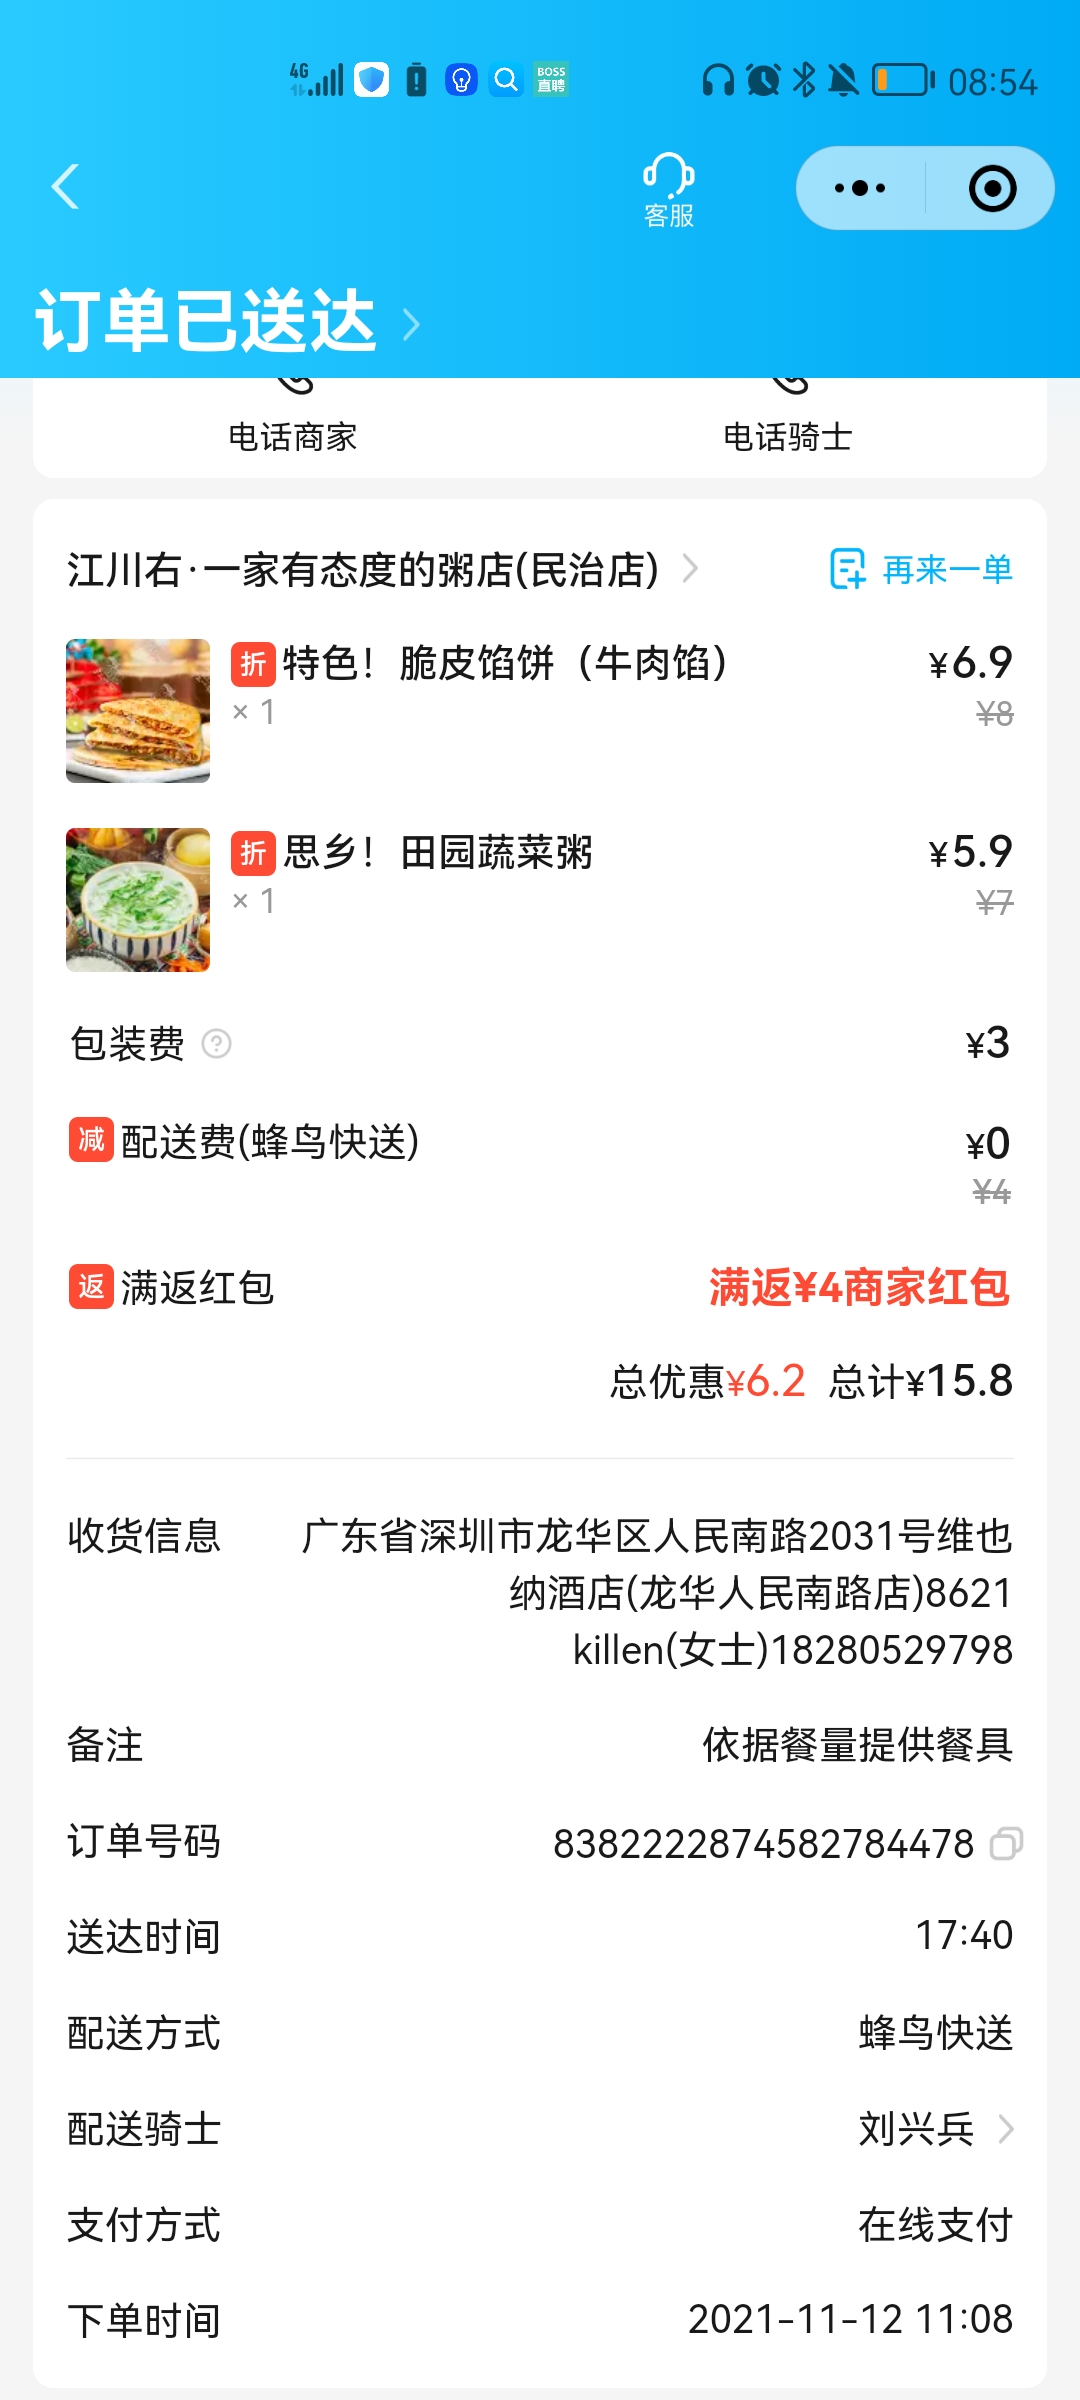 4G
BOSS
直聘
08:54
客服
订单已送达
电话商家
电话骑士
江川右·一家有态度的粥店(民治店)
再来一单
折 特色！脆皮馅饼（牛肉馅）
¥6.9
× 1
¥8
折 思乡！田园蔬菜粥
¥5.9
× 1
¥7
包装费 ?
¥3
减 配送费(蜂鸟快送)
¥0
¥4
返 满返红包
满返¥4商家红包
总优惠¥6.2 总计¥15.8
收货信息
广东省深圳市龙华区人民南路2031号维也
纳酒店(龙华人民南路店)8621
killen(女士)18280529798
备注
依据餐量提供餐具
订单号码
8382222874582784478
送达时间
17:40
配送方式
蜂鸟快送
配送骑士
刘兴兵
支付方式
在线支付
下单时间
2021-11-12 11:08